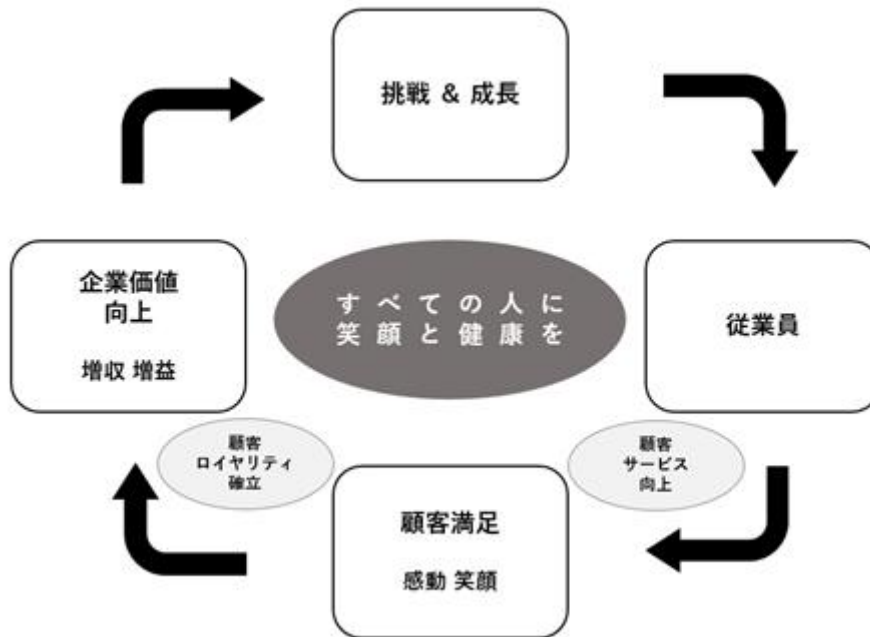 挑戦 & 成長
すべての人に
笑顔と健康を
企業価値
向上
増収 増益
従業員
顧客
ロイヤリティ
確立
顧客
サービス
向上
顧客満足
感動 笑顔